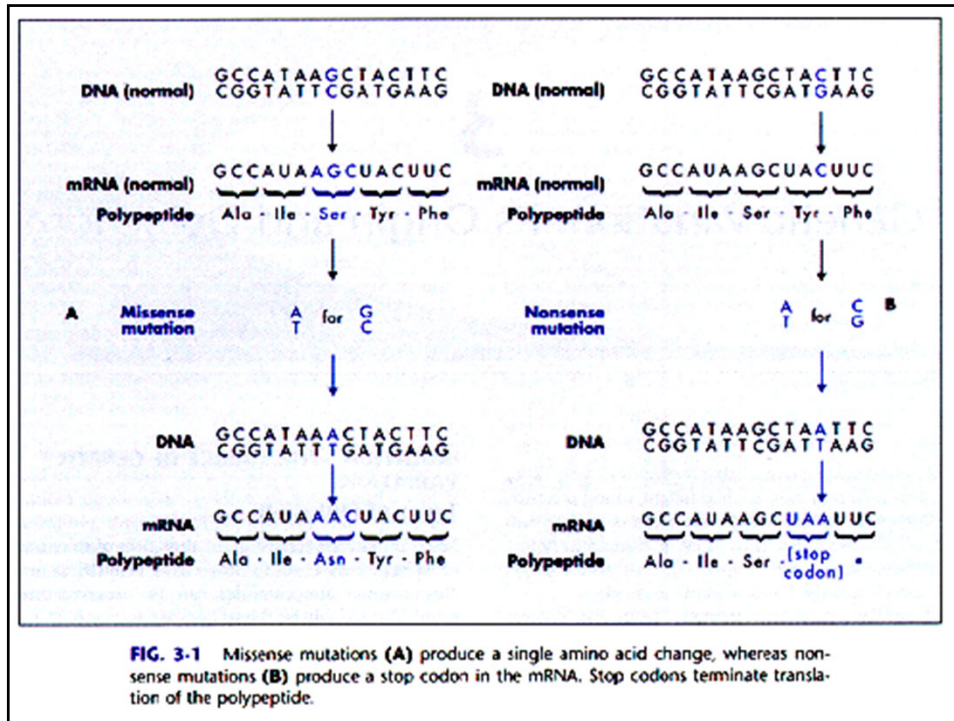 GCCATAAGCTACTTC
DNA (normal) CGGTATTCGATGAAG
mRNA (normal) GCCAUAAGCUACUUC
Polypeptide Ala · Ile · Ser · Tyr · Phe
A Missense mutation A T for G C
DNA GCCATAAACTACTTC
CGGTATTTGATGAAG
mRNA GCCAUAAACUACUUC
Polypeptide Ala · Ile · Asn · Tyr · Phe
GCCATAAGCTACTTC
DNA (normal) CGGTATTCGATGAAG
mRNA (normal) GCCAUAAGCUACUUC
Polypeptide Ala · Ile · Ser · Tyr · Phe
Nonsense mutation A T for C G B
DNA GCCATAAGCTAATTC
CGGTATTCGATTAAG
mRNA GCCAUAAGCUAAUUC
Polypeptide Ala · Ile · Ser · [stop codon] •
FIG. 3-1 Missense mutations (A) produce a single amino acid change, whereas non-
sense mutations (B) produce a stop codon in the mRNA. Stop codons terminate transla-
tion of the polypeptide.